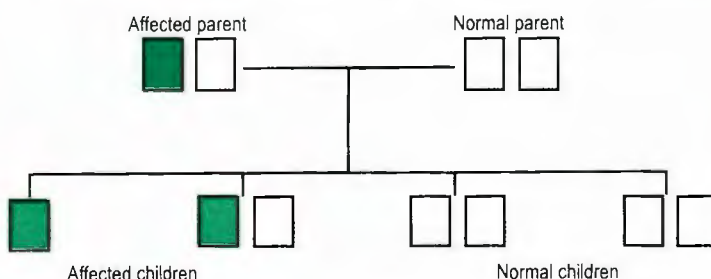 Affected parent
Normal parent
Affected children
Normal children